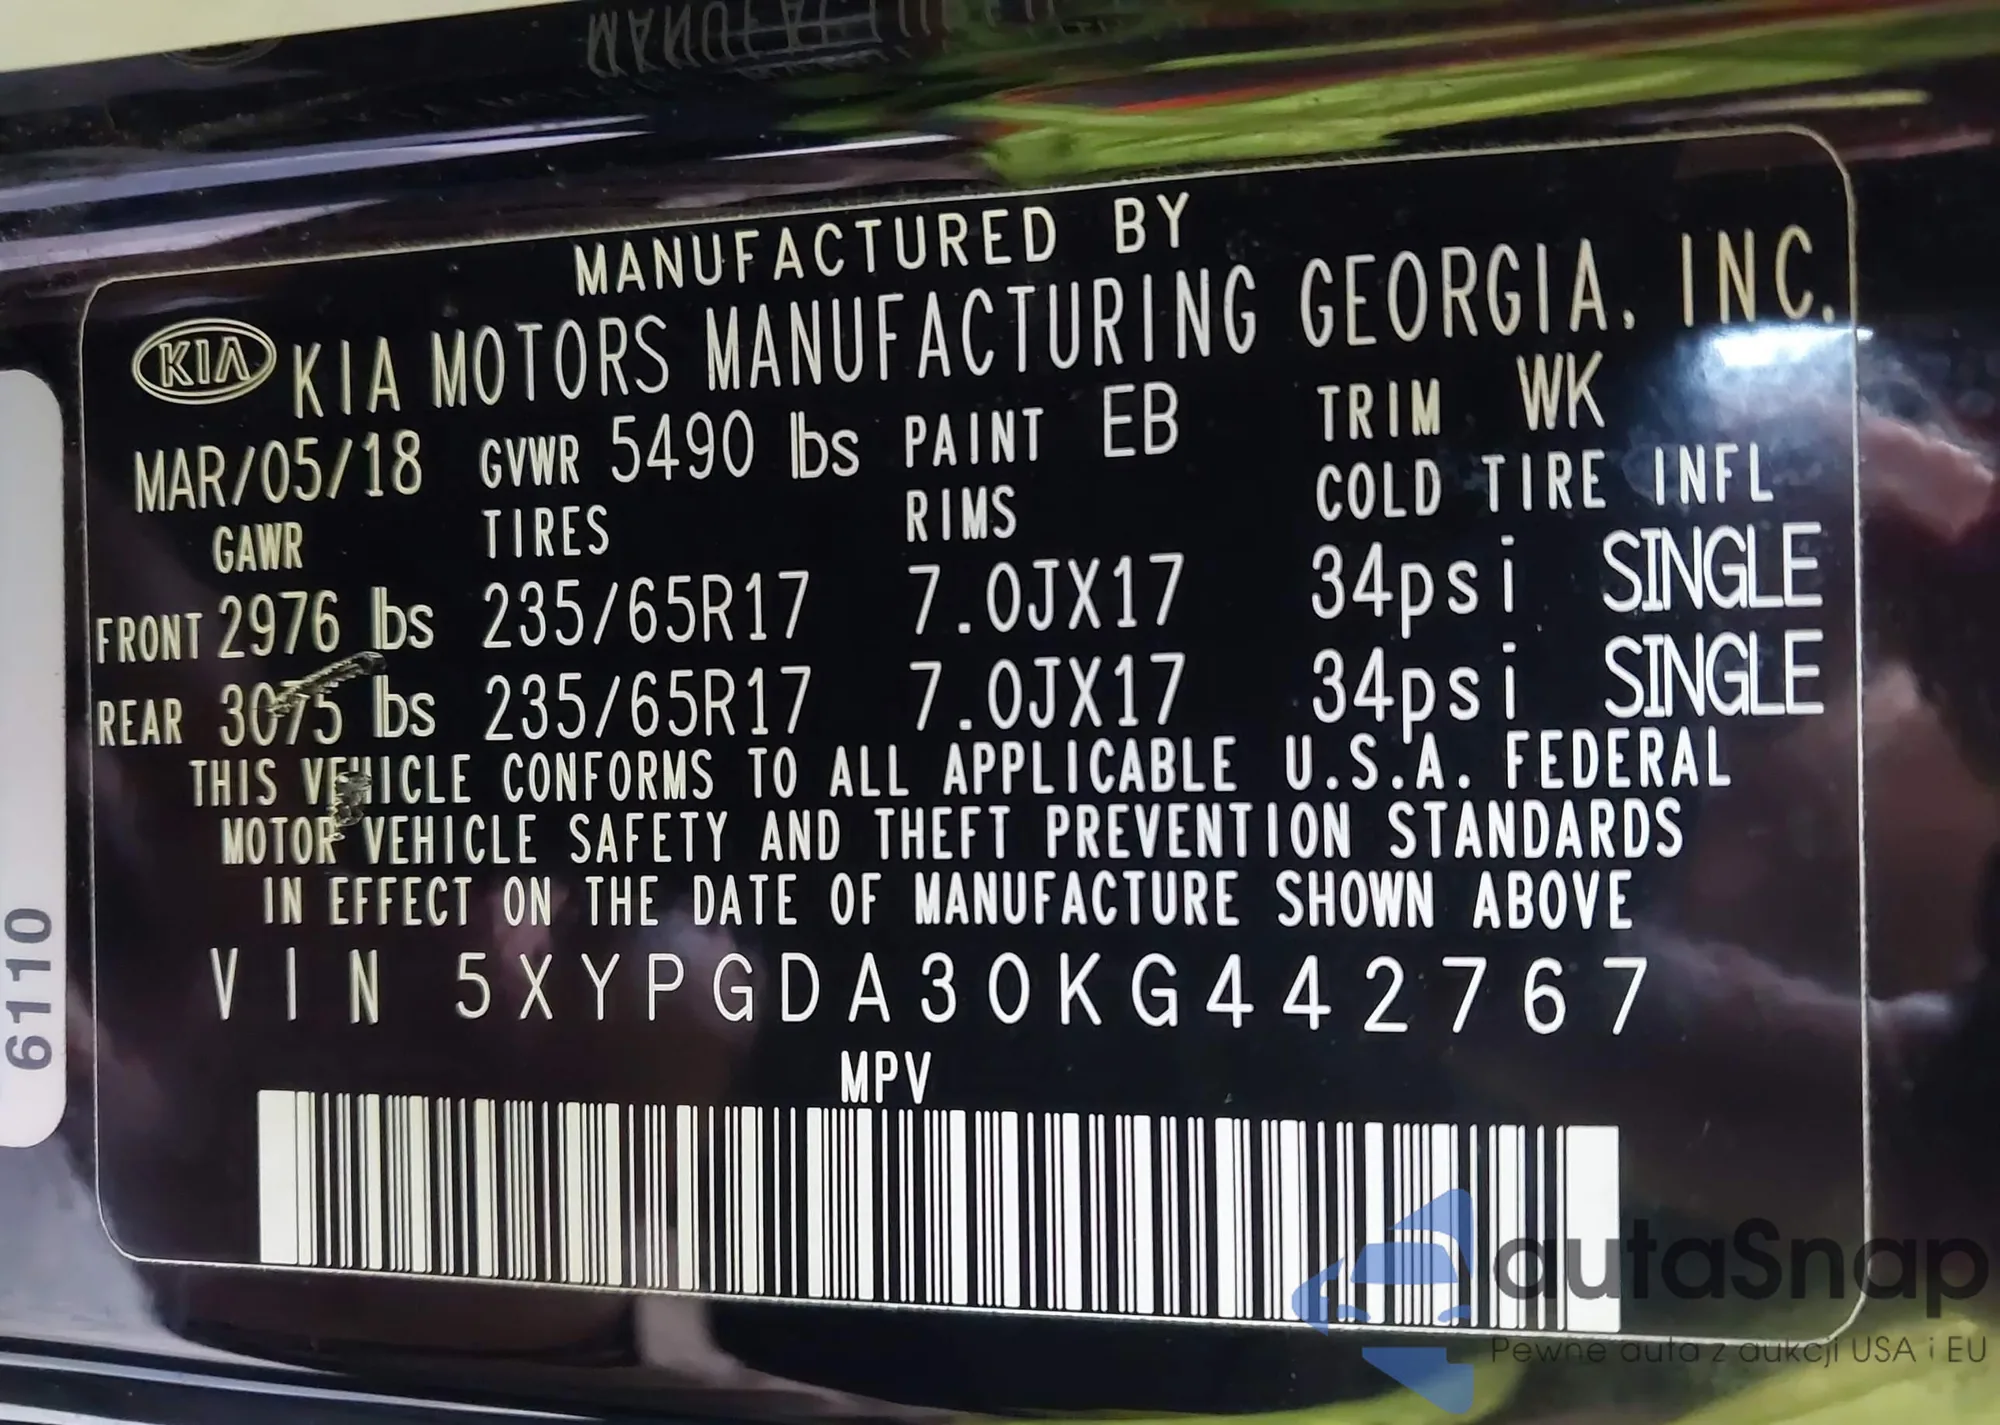 MANUFACTURED BY
KIA KIA MOTORS MANUFACTURING GEORGIA, INC.
MAR/05/18 GVWR 5490 lbs PAINT EB TRIM WK
GAWR TIRES RIMS COLD TIRE INFL
FRONT 2976 lbs 235/65R17 7.0JX17 34psi SINGLE
REAR 3075 lbs 235/65R17 7.0JX17 34psi SINGLE
THIS VEHICLE CONFORMS TO ALL APPLICABLE U.S.A. FEDERAL
MOTOR VEHICLE SAFETY AND THEFT PREVENTION STANDARDS
IN EFFECT ON THE DATE OF MANUFACTURE SHOWN ABOVE
VIN 5XYPGDA30KG442767
MPV
6110
autaSnap
Pewne auta z aukcji USA i EU